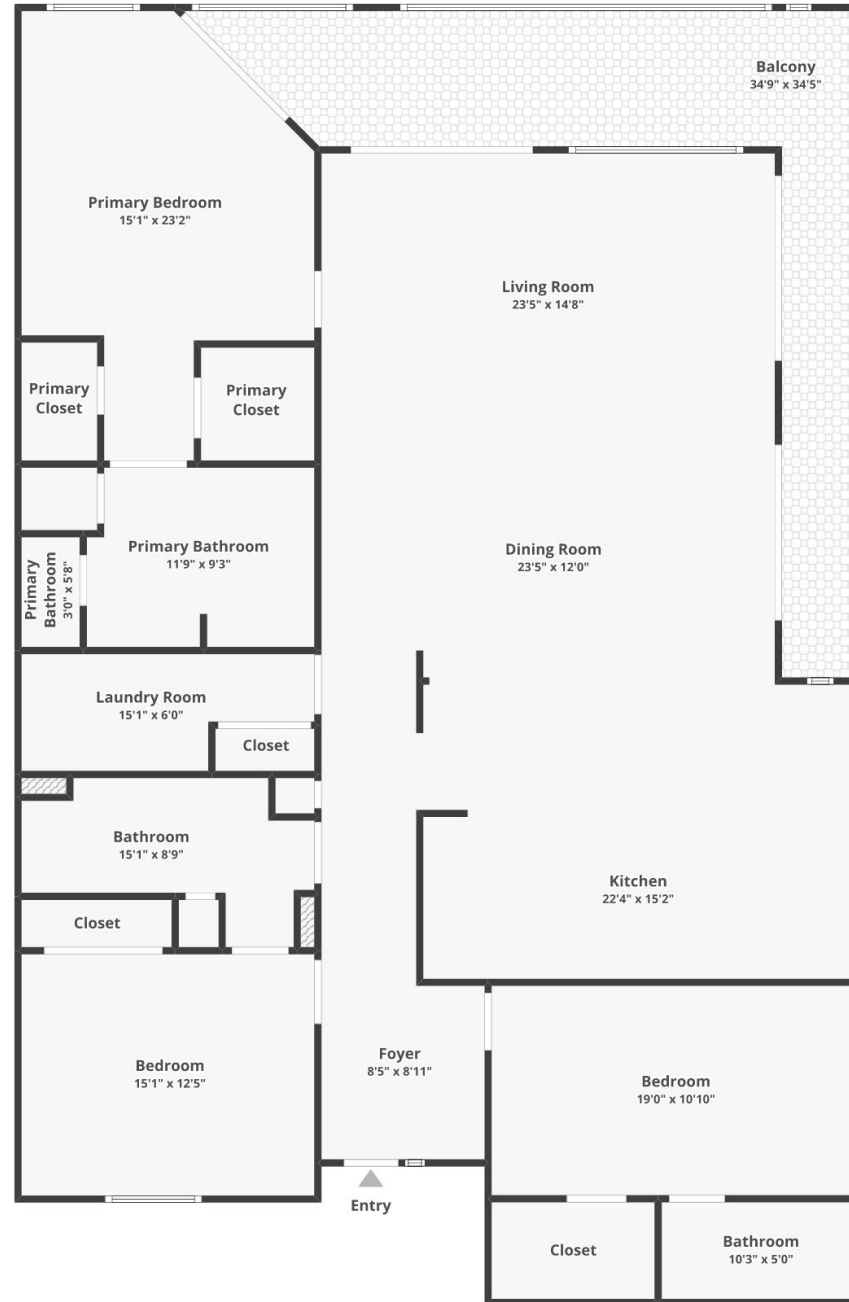 Balcony
34'9" x 34'5"
Primary Bedroom
15'1" x 23'2"
Living Room
23'5" x 14'8"
Primary
Closet
Primary
Closet
Primary Bathroom
11'9" x 9'3"
Dining Room
23'5" x 12'0"
Primary
Bathroom
3'0" x 5'8"
Laundry Room
15'1" x 6'0"
Closet
Bathroom
15'1" x 8'9"
Kitchen
22'4" x 15'2"
Closet
Foyer
8'5" x 8'11"
Bedroom
15'1" x 12'5"
Bedroom
19'0" x 10'10"
Entry
Closet
Bathroom
10'3" x 5'0"